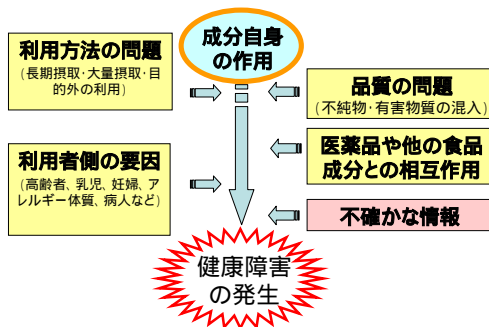 成分自身
の作用
利用方法の問題
(長期摂取・大量摂取・目
的外の利用)
品質の問題
(不純物・有害物質の混入)
医薬品や他の食品
成分との相互作用
利用者側の要因
(高齢者、乳児、妊婦、ア
レルギー体質、病人など)
不確かな情報
健康障害
の発生